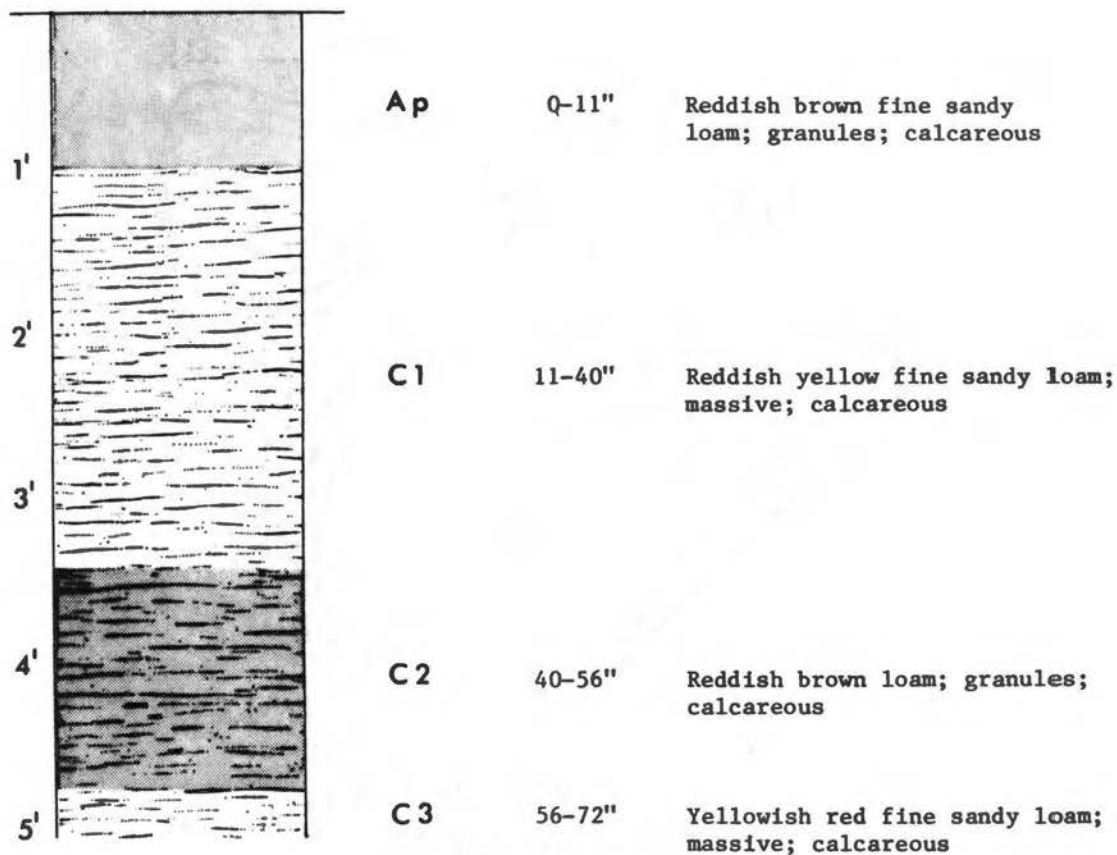 Ap 0-11" Reddish brown fine sandy
loam; granules; calcareous
1'
2'
C1 11-40" Reddish yellow fine sandy loam;
massive; calcareous
3'
4'
C2 40-56" Reddish brown loam; granules;
calcareous
5'
C3 56-72" Yellowish red fine sandy loam;
massive; calcareous